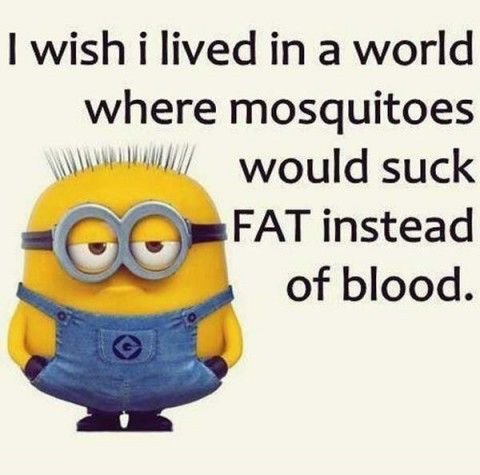 I wish i lived in a world
where mosquitoes
would suck
FAT instead
of blood.